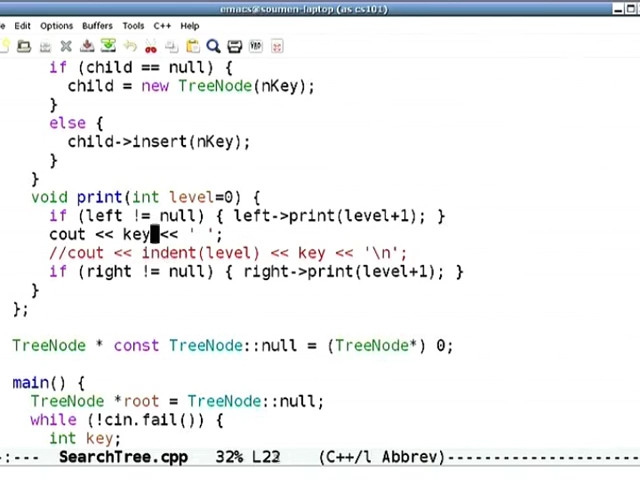 emacs@soumen-laptop (as cs101)
Edit Options Buffers Tools C++ Help
if (child == null) {
child = new TreeNode(nKey);
}
else {
child->insert(nKey);
}
}
void print(int level=0) {
if (left != null) { left->print(level+1); }
cout << key << ' ';
//cout << indent(level) << key << '\n';
if (right != null) { right->print(level+1); }
}
};
TreeNode * const TreeNode::null = (TreeNode*) 0;
main() {
TreeNode *root = TreeNode::null;
while (!cin.fail()) {
int key;
-:--- SearchTree.cpp 32% L22 (C++/l Abbrev)---------------------